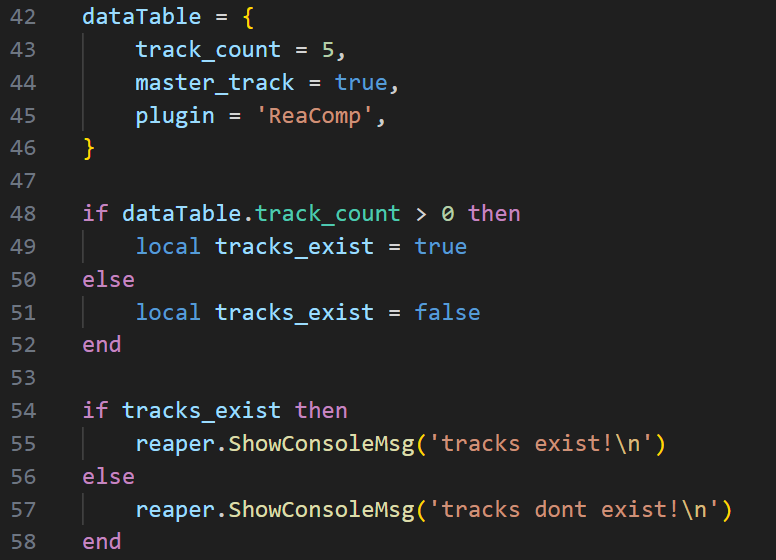 42 dataTable = {
43     track_count = 5,
44     master_track = true,
45     plugin = 'ReaComp',
46 }
47
48 if dataTable.track_count > 0 then
49     local tracks_exist = true
50 else
51     local tracks_exist = false
52 end
53
54 if tracks_exist then
55     reaper.ShowConsoleMsg('tracks exist!\n')
56 else
57     reaper.ShowConsoleMsg('tracks dont exist!\n')
58 end